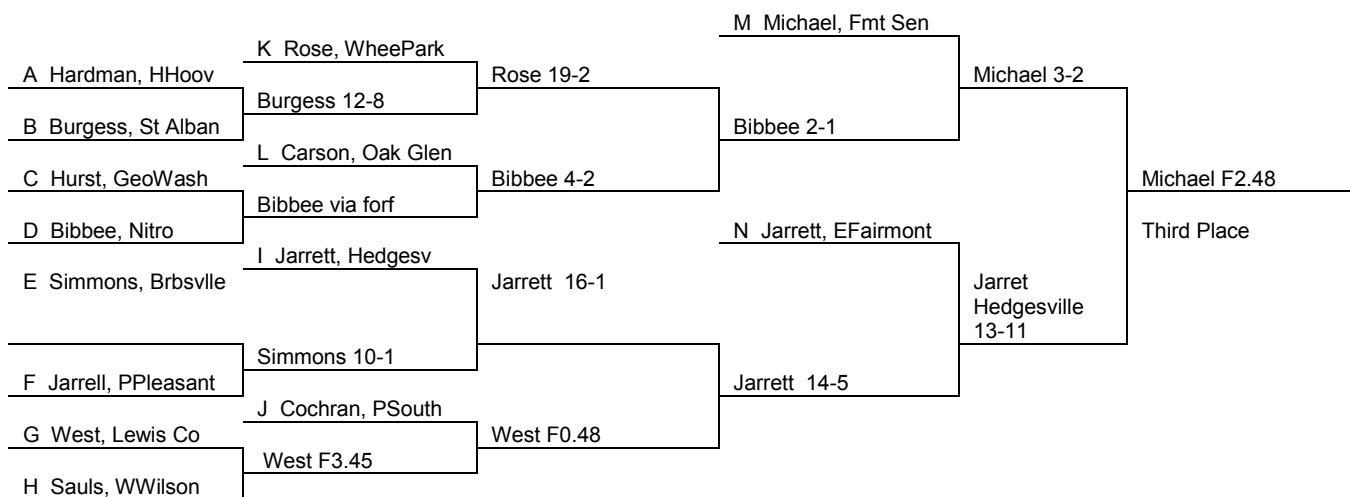 M Michael, Fmt Sen
K Rose, WheePark
A Hardman, HHoov
Rose 19-2
Michael 3-2
Burgess 12-8
B Burgess, St Alban
Bibbee 2-1
L Carson, Oak Glen
C Hurst, GeoWash
Bibbee 4-2
Michael F2.48
Bibbee via forf
D Bibbee, Nitro
N Jarrett, EFairmont
Third Place
I Jarrett, Hedgesv
E Simmons, Brbsvlle
Jarrett 16-1
Jarret
Hedgesville
13-11
Simmons 10-1
F Jarrell, PPleasant
Jarrett 14-5
J Cochran, PSouth
G West, Lewis Co
West F0.48
West F3.45
H Sauls, WWilson